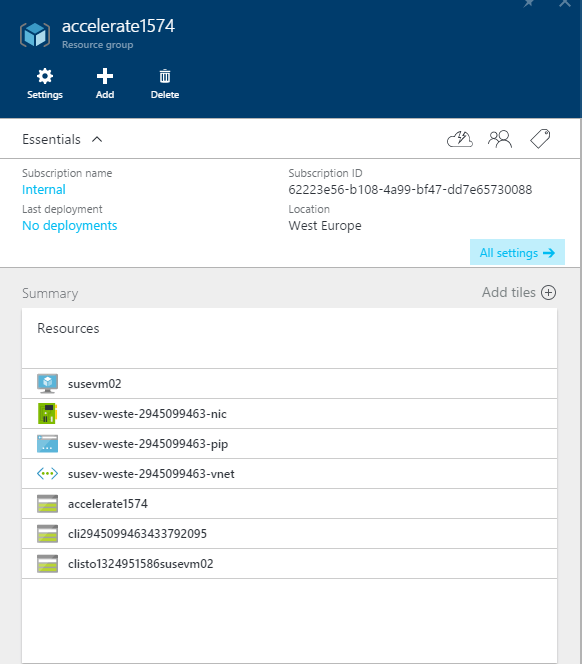 accelerate1574
Resource group
Settings
Add
Delete
Essentials
Subscription name
Subscription ID
Internal
62223e56-b108-4a99-bf47-dd7e65730088
Last deployment
Location
No deployments
West Europe
All settings
Summary
Add tiles
Resources
susevm02
susev-weste-2945099463-nic
susev-weste-2945099463-pip
susev-weste-2945099463-vnet
accelerate1574
cli2945099463433792095
clisto1324951586susevm02